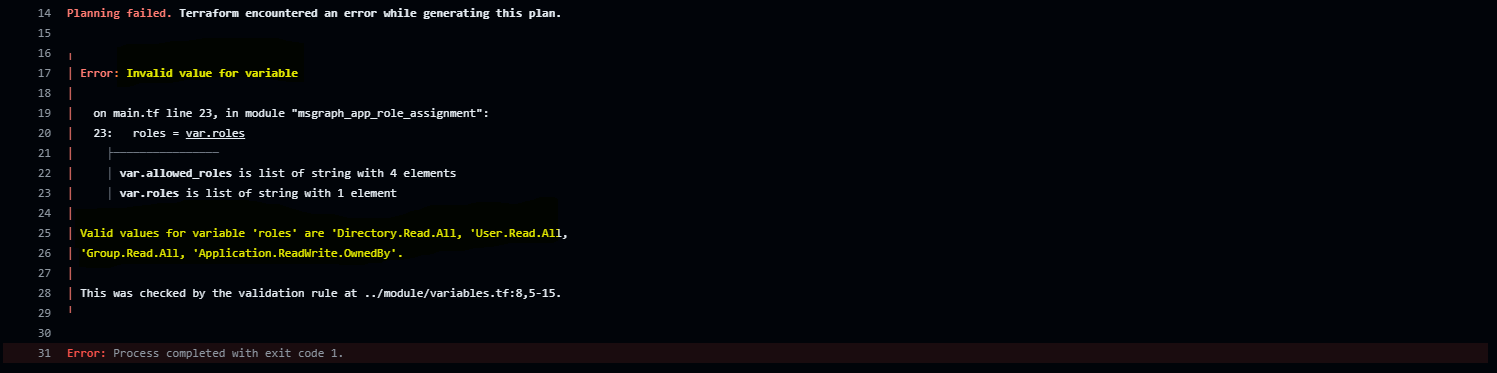 14 Planning failed. Terraform encountered an error while generating this plan.
15
16 ╷
17 │ Error: Invalid value for variable
18 │
19 │   on main.tf line 23, in module "msgraph_app_role_assignment":
20 │   23:   roles = var.roles
21 │     ├────────────────
22 │     │ var.allowed_roles is list of string with 4 elements
23 │     │ var.roles is list of string with 1 element
24 │
25 │ Valid values for variable 'roles' are 'Directory.Read.All, 'User.Read.All,
26 │ 'Group.Read.All, 'Application.ReadWrite.OwnedBy'.
27 │
28 │ This was checked by the validation rule at ../module/variables.tf:8,5-15.
29 ╵
30
31 Error: Process completed with exit code 1.